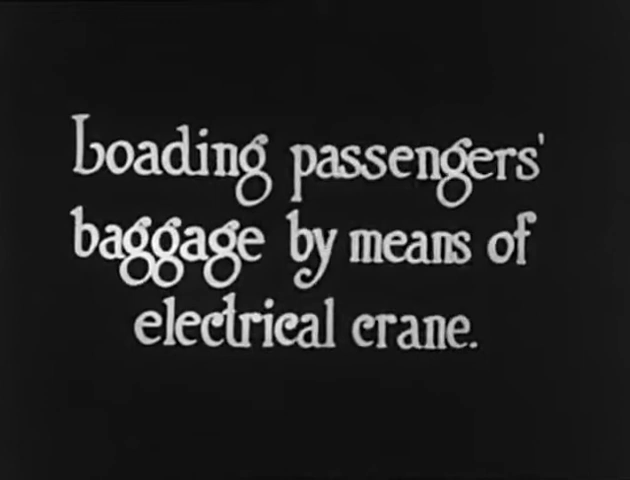 Loading passengers'
baggage by means of
electrical crane.